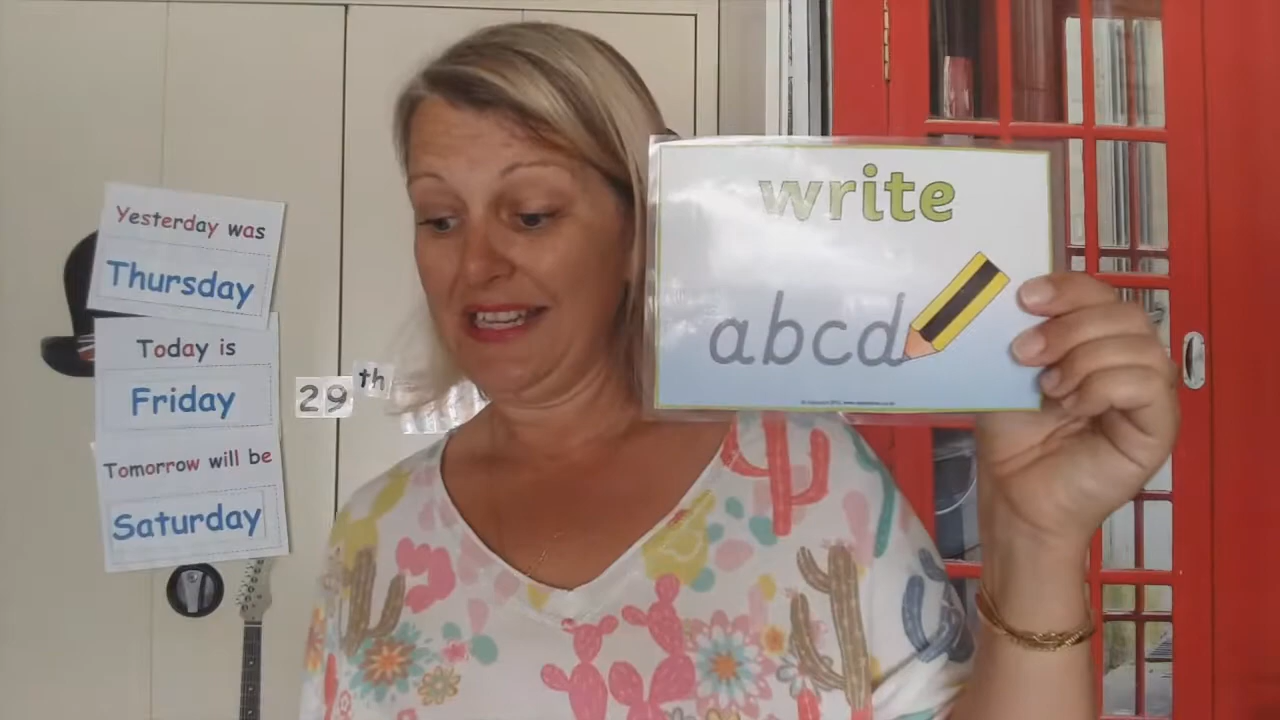 Yesterday was
Thursday
Today is
Friday
29th
Tomorrow will be
Saturday
write
abcd